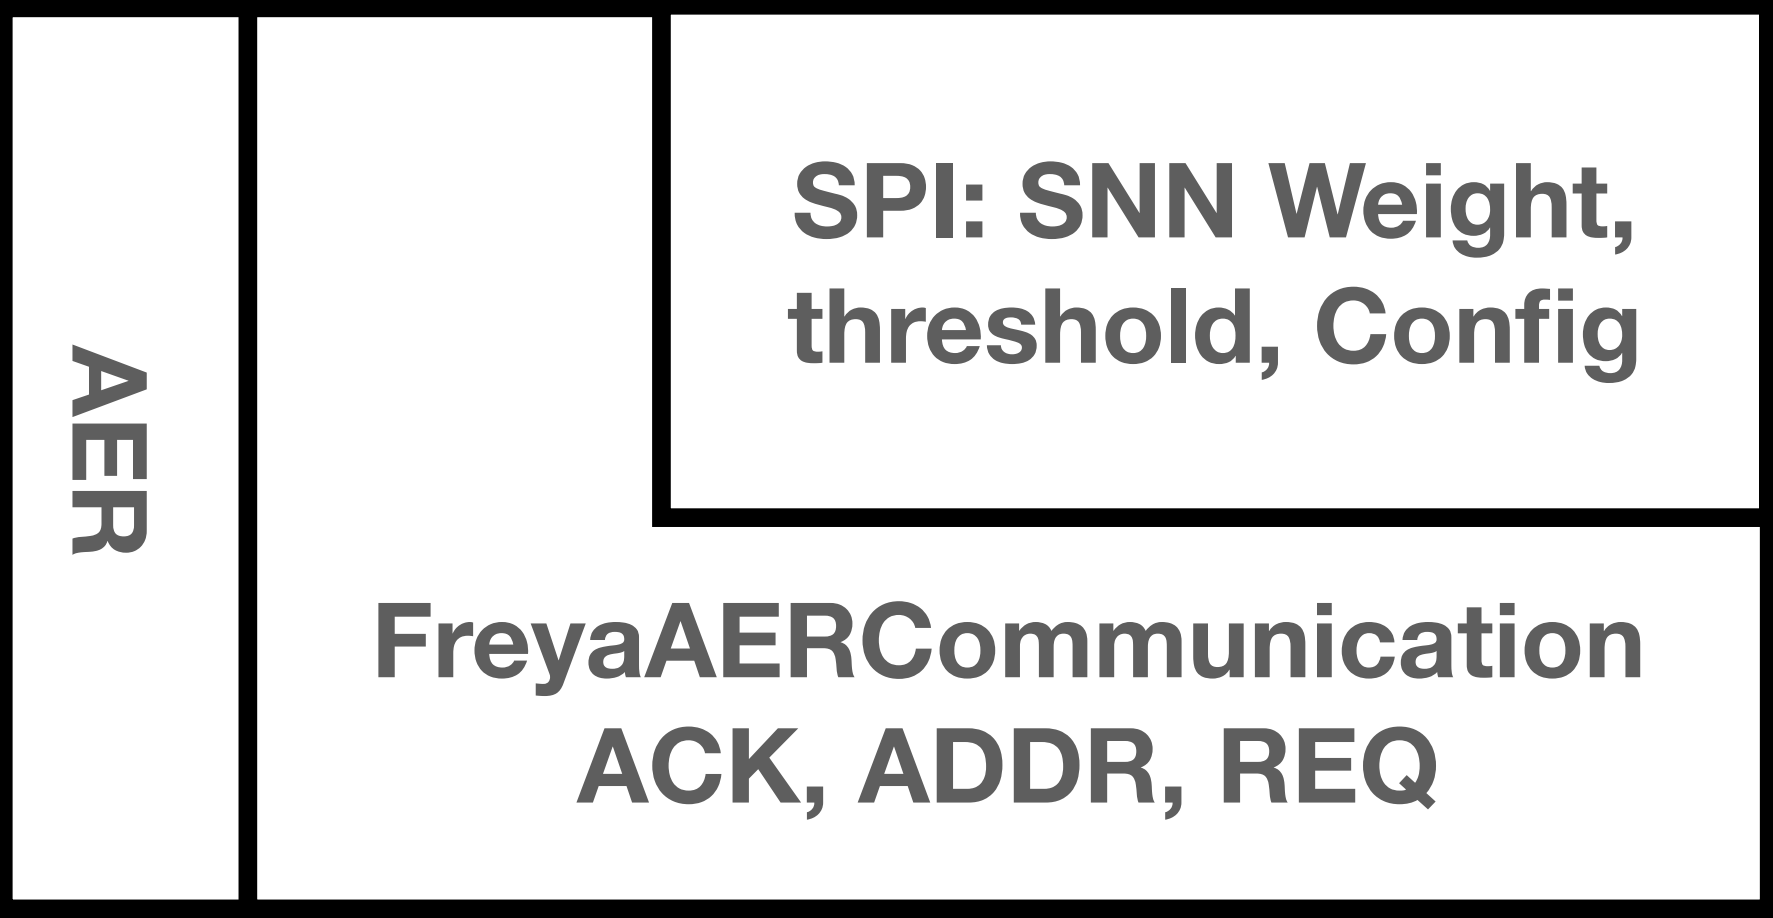 AER
SPI: SNN Weight,
threshold, Config
FreyaAERCommunication
ACK, ADDR, REQ